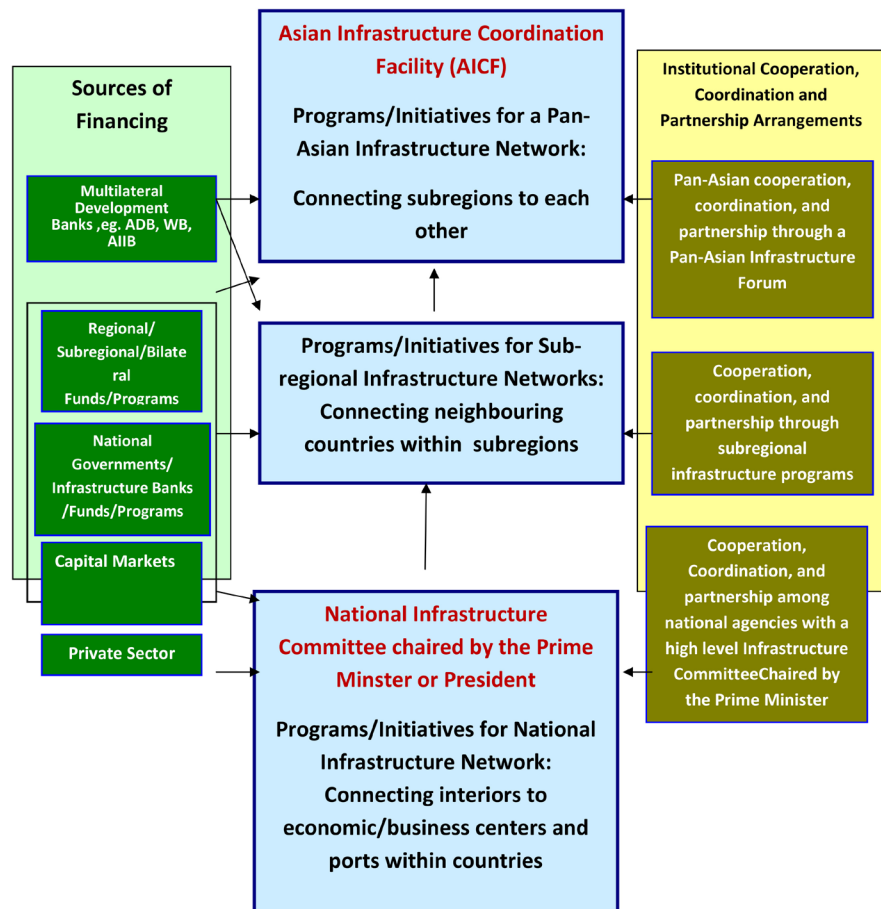 Sources of
Financing
Multilateral
Development
Banks ,eg. ADB, WB,
AIIB
Regional/
Subregional/Bilate
ral
Funds/Programs
National
Governments/
Infrastructure Banks
/Funds/Programs
Capital Markets
Private Sector
Asian Infrastructure Coordination
Facility (AICF)
Programs/Initiatives for a Pan-
Asian Infrastructure Network:
Connecting subregions to each
other
Programs/Initiatives for Sub-
regional Infrastructure Networks:
Connecting neighbouring
countries within subregions
National Infrastructure
Committee chaired by the Prime
Minster or President
Programs/Initiatives for National
Infrastructure Network:
Connecting interiors to
economic/business centers and
ports within countries
Institutional Cooperation,
Coordination and
Partnership Arrangements
Pan-Asian cooperation,
coordination, and
partnership through a
Pan-Asian Infrastructure
Forum
Cooperation,
coordination, and
partnership through
subregional
infrastructure programs
Cooperation,
Coordination, and
partnership among
national agencies with a
high level Infrastructure
CommitteeChaired by
the Prime Minister